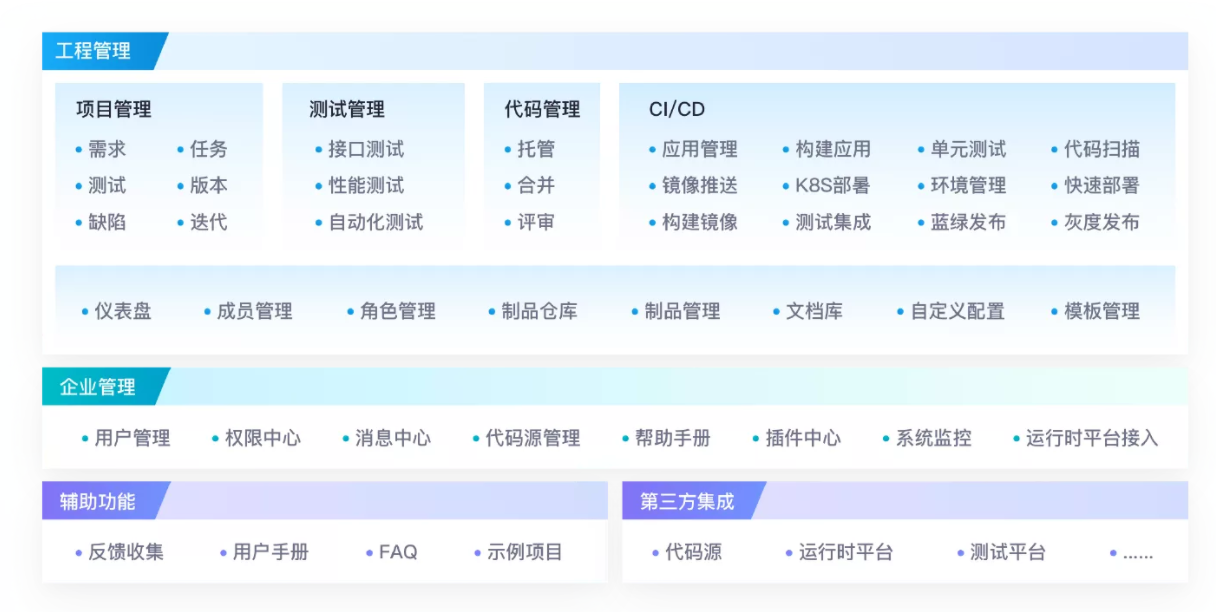 工程管理
项目管理
• 需求 • 任务
• 测试 • 版本
• 缺陷 • 迭代
测试管理
• 接口测试
• 性能测试
• 自动化测试
代码管理
• 托管
• 合并
• 评审
CI/CD
• 应用管理 • 构建应用 • 单元测试 • 代码扫描
• 镜像推送 • K8S部署 • 环境管理 • 快速部署
• 构建镜像 • 测试集成 • 蓝绿发布 • 灰度发布
• 仪表盘 • 成员管理 • 角色管理 • 制品仓库 • 制品管理 • 文档库 • 自定义配置 • 模板管理
企业管理
• 用户管理 • 权限中心 • 消息中心 • 代码源管理 • 帮助手册 • 插件中心 • 系统监控 • 运行时平台接入
辅助功能
• 反馈收集 • 用户手册 • FAQ • 示例项目
第三方集成
• 代码源 • 运行时平台 • 测试平台 • ......